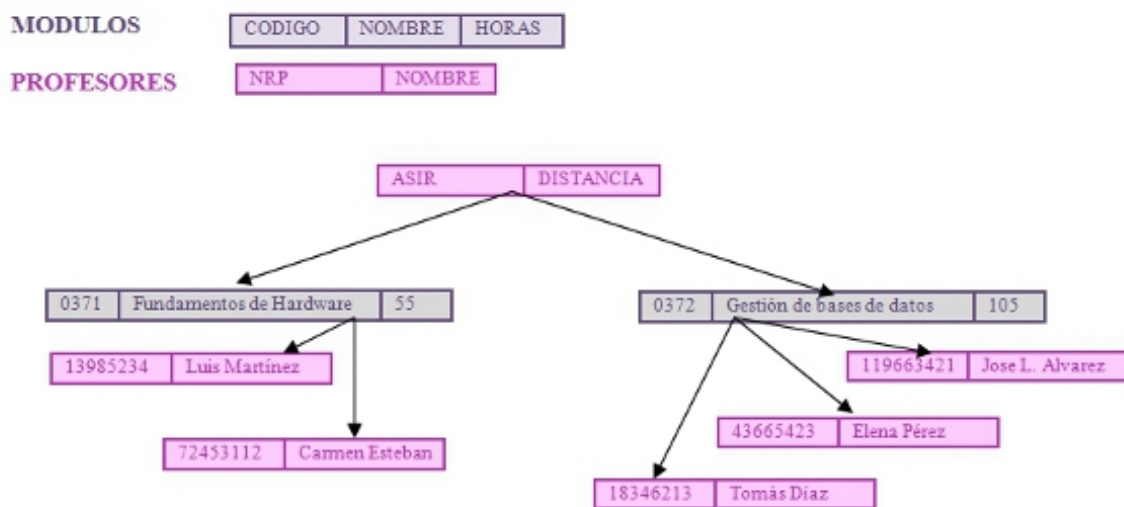 MODULOS CODIGO NOMBRE HORAS
PROFESORES NRP NOMBRE
ASIR DISTANCIA
0371 Fundamentos de Hardware 55
0372 Gestión de bases de datos 105
13985234 Luis Martínez
119663421 Jose L. Alvarez
43665423 Elena Pérez
72453112 Carmen Esteban
18346213 Tomás Díaz